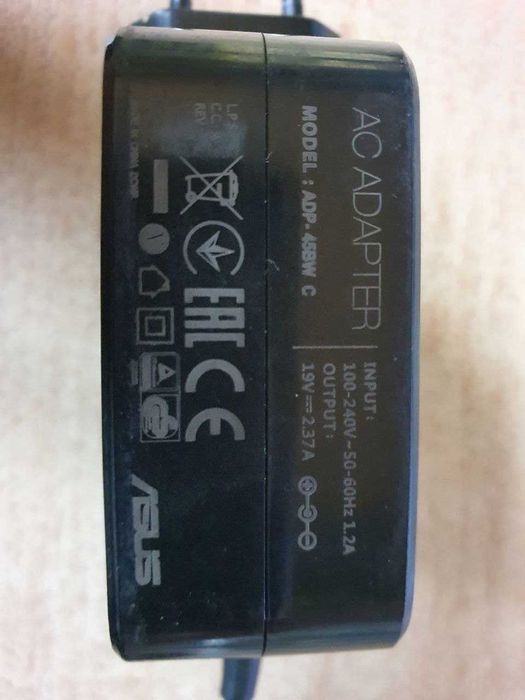 AC ADAPTER
MODEL : ADP-45BW C
INPUT:
100-240V~50-60Hz 1.2A
OUTPUT:
19V⎓2.37A
L.P.S
C.C.
REV
EAC
CE
ASUS